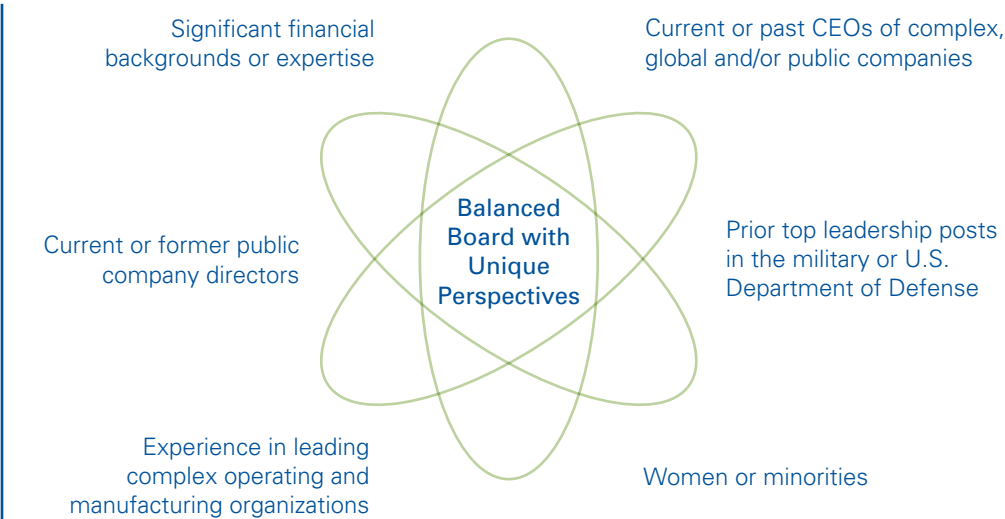 Significant financial
backgrounds or expertise
Current or past CEOs of complex,
global and/or public companies
Current or former public
company directors
Balanced
Board with
Unique
Perspectives
Prior top leadership posts
in the military or U.S.
Department of Defense
Experience in leading
complex operating and
manufacturing organizations
Women or minorities